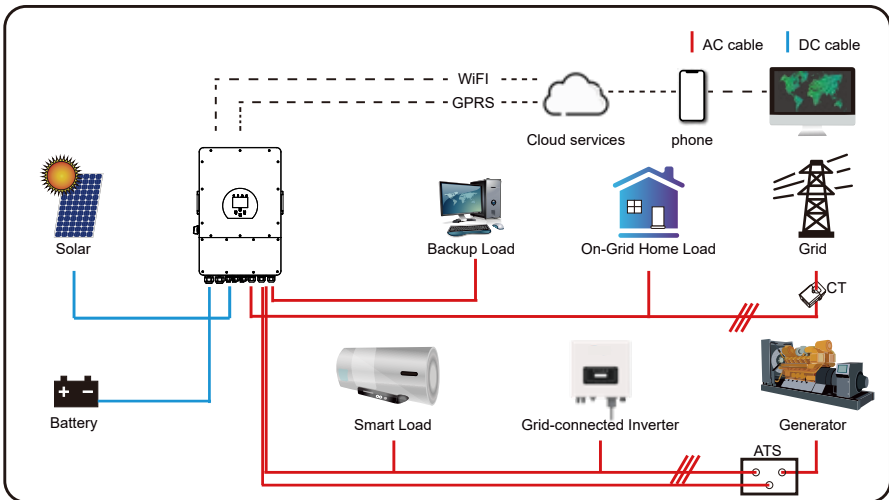 AC cable
DC cable
WiFI
GPRS
Cloud services
phone
Solar
Backup Load
On-Grid Home Load
Grid
CT
Battery
Smart Load
Grid-connected Inverter
Generator
ATS